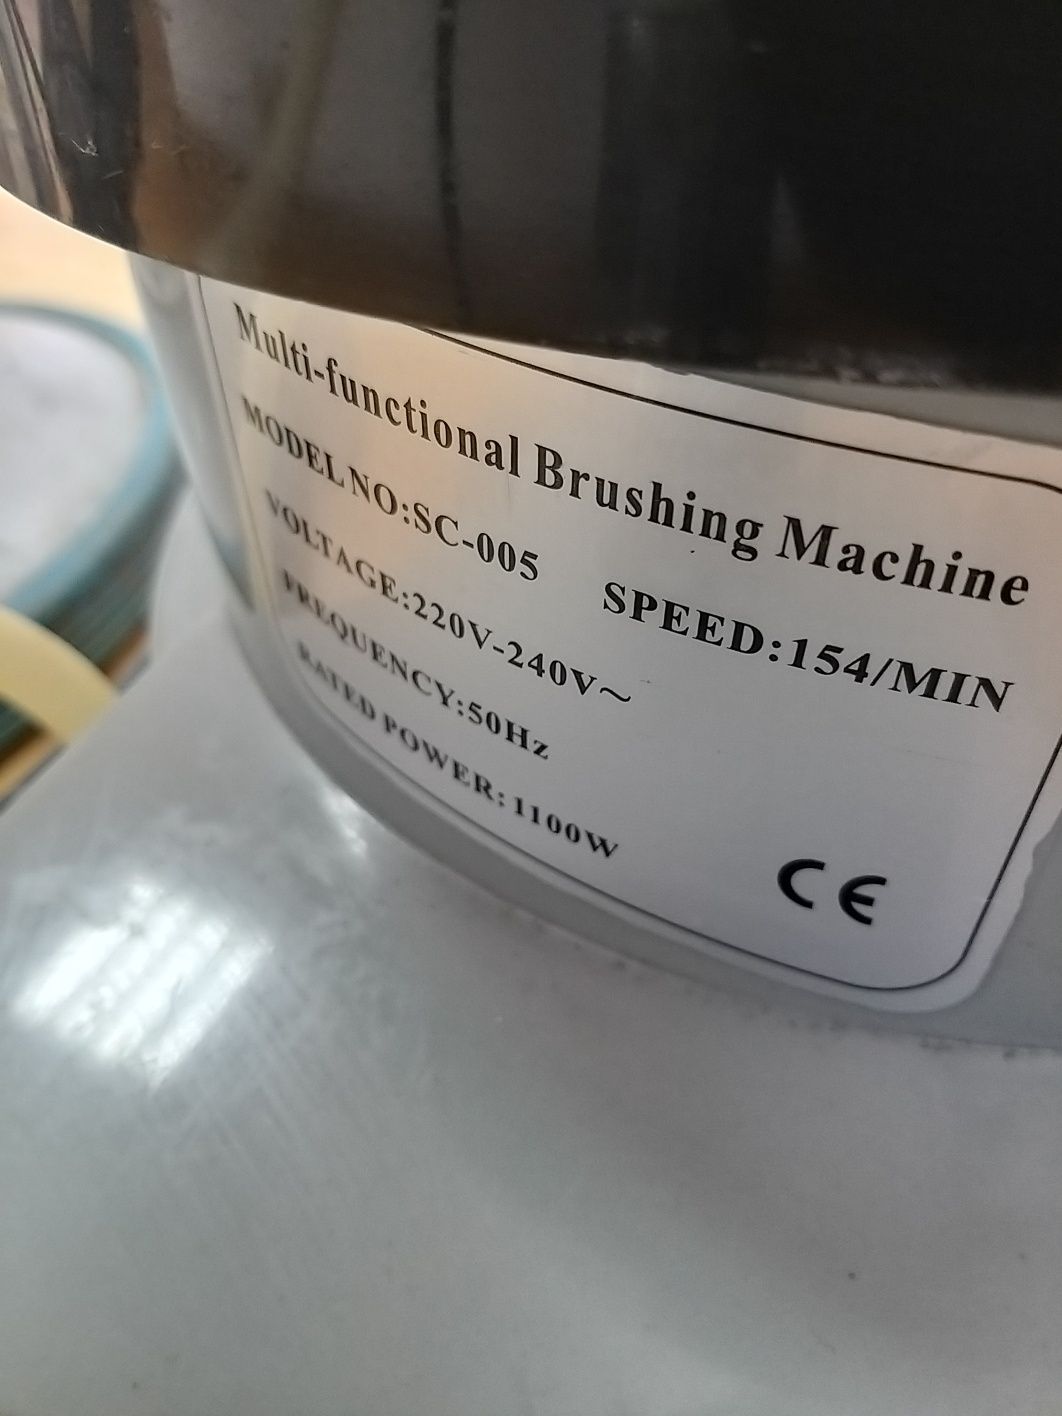 Multi-functional Brushing Machine
MODEL NO:SC-005 SPEED:154/MIN
VOLTAGE:220V-240V~
FREQUENCY:50Hz
RATED POWER:1100W
CE